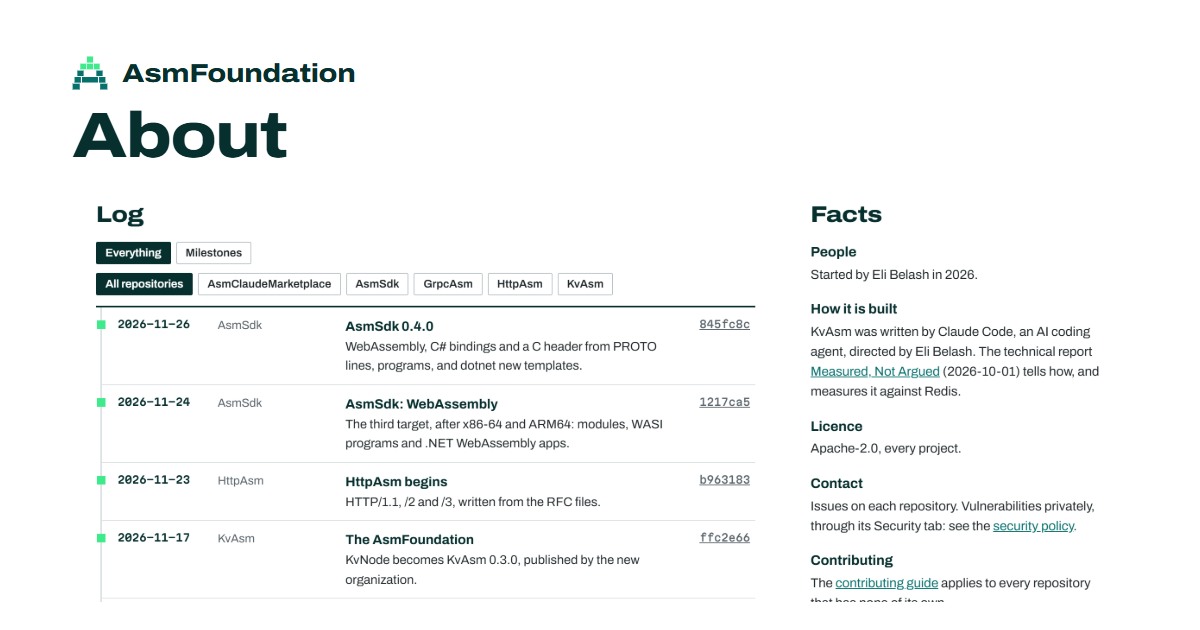 AsmFoundation
About
Log
Everything
Milestones
All repositories
AsmClaudeMarketplace
AsmSdk
GrpcAsm
HttpAsm
KvAsm
2026-11-26
AsmSdk
AsmSdk 0.4.0
845fc8c
WebAssembly, C# bindings and a C header from PROTO
lines, programs, and dotnet new templates.
2026-11-24
AsmSdk
AsmSdk: WebAssembly
1217ca5
The third target, after x86-64 and ARM64: modules, WASI
programs and .NET WebAssembly apps.
2026-11-23
HttpAsm
HttpAsm begins
b963183
HTTP/1.1, /2 and /3, written from the RFC files.
2026-11-17
KvAsm
The AsmFoundation
ffc2e66
KvNode becomes KvAsm 0.3.0, published by the new
organization.
Facts
People
Started by Eli Belash in 2026.
How it is built
KvAsm was written by Claude Code, an AI coding
agent, directed by Eli Belash. The technical report
Measured, Not Argued (2026-10-01) tells how, and
measures it against Redis.
Licence
Apache-2.0, every project.
Contact
Issues on each repository. Vulnerabilities privately,
through its Security tab: see the security policy.
Contributing
The contributing guide applies to every repository
that has none of its own.